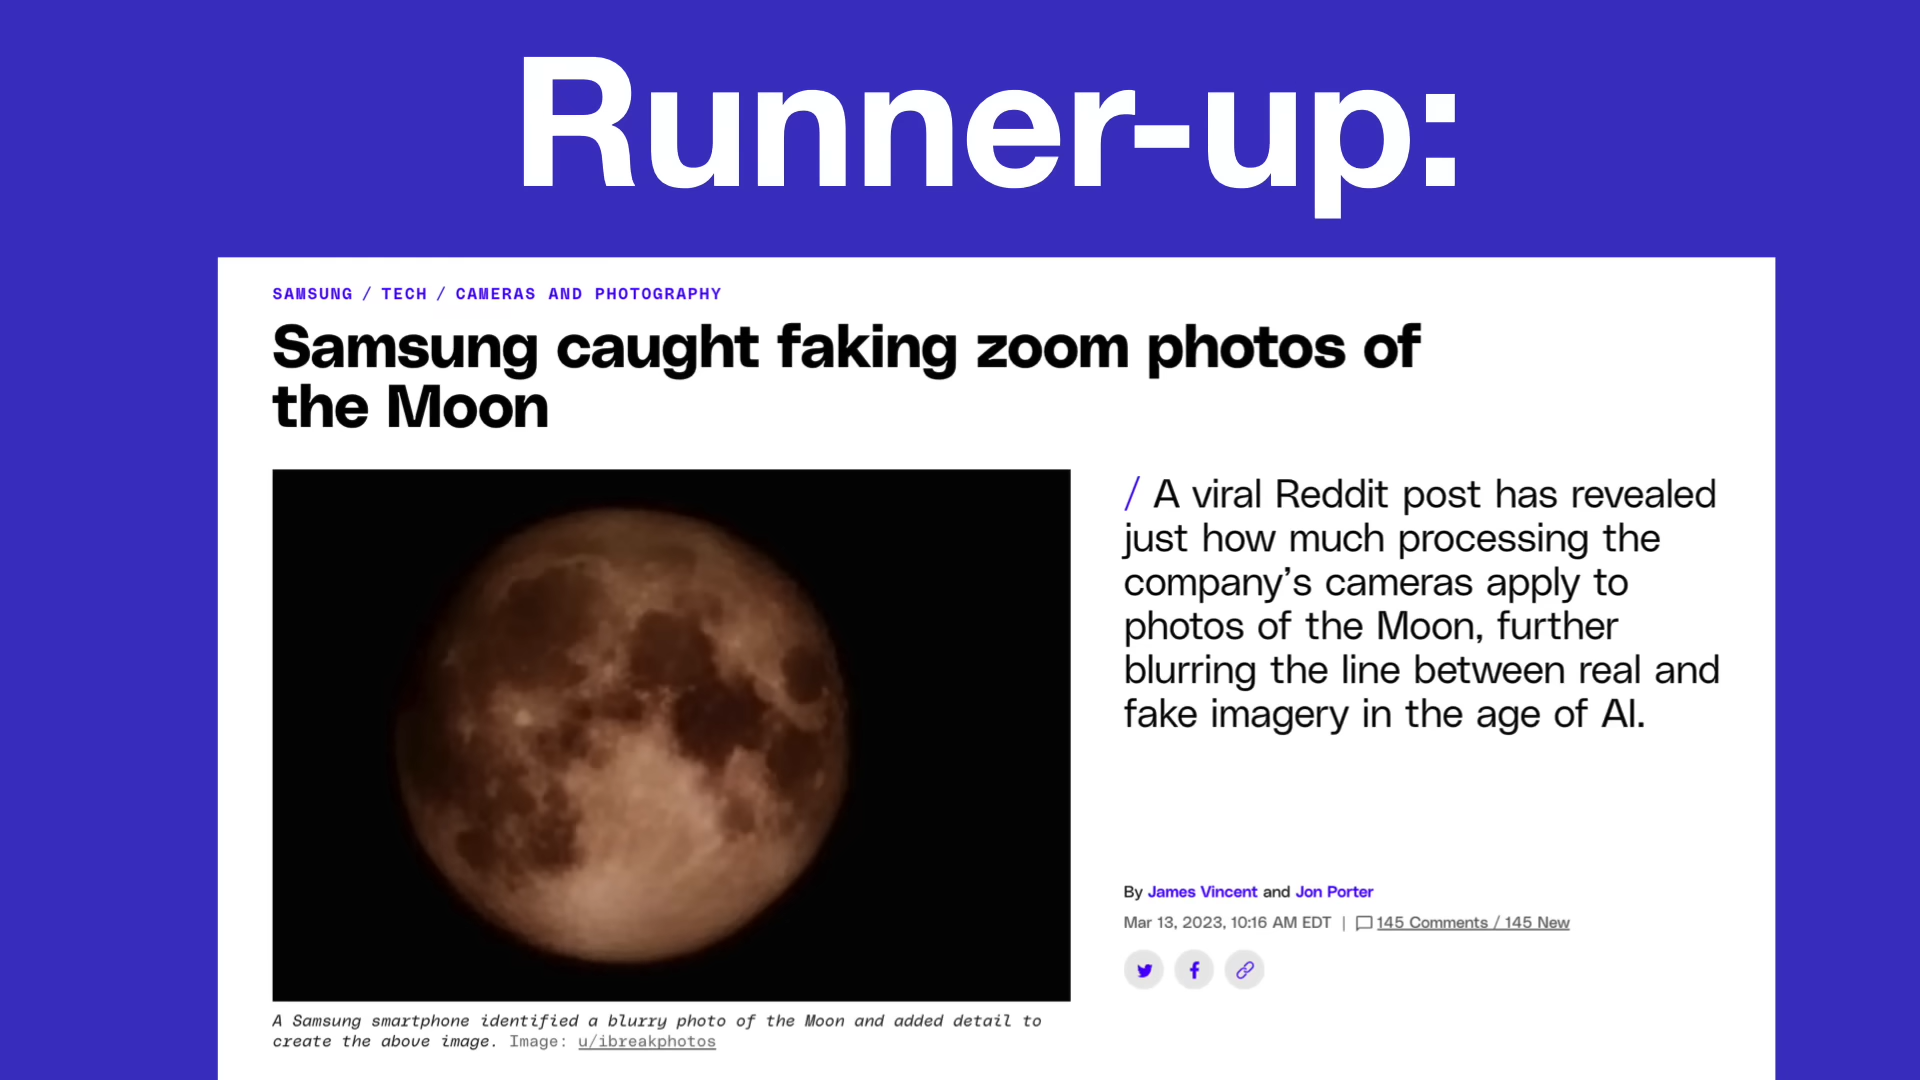 Runner-up:
SAMSUNG / TECH / CAMERAS AND PHOTOGRAPHY
Samsung caught faking zoom photos of
the Moon
/ A viral Reddit post has revealed
just how much processing the
company’s cameras apply to
photos of the Moon, further
blurring the line between real and
fake imagery in the age of AI.
By James Vincent and Jon Porter
Mar 13, 2023, 10:16 AM EDT | 145 Comments / 145 New
A Samsung smartphone identified a blurry photo of the Moon and added detail to
create the above image. Image: u/ibreakphotos